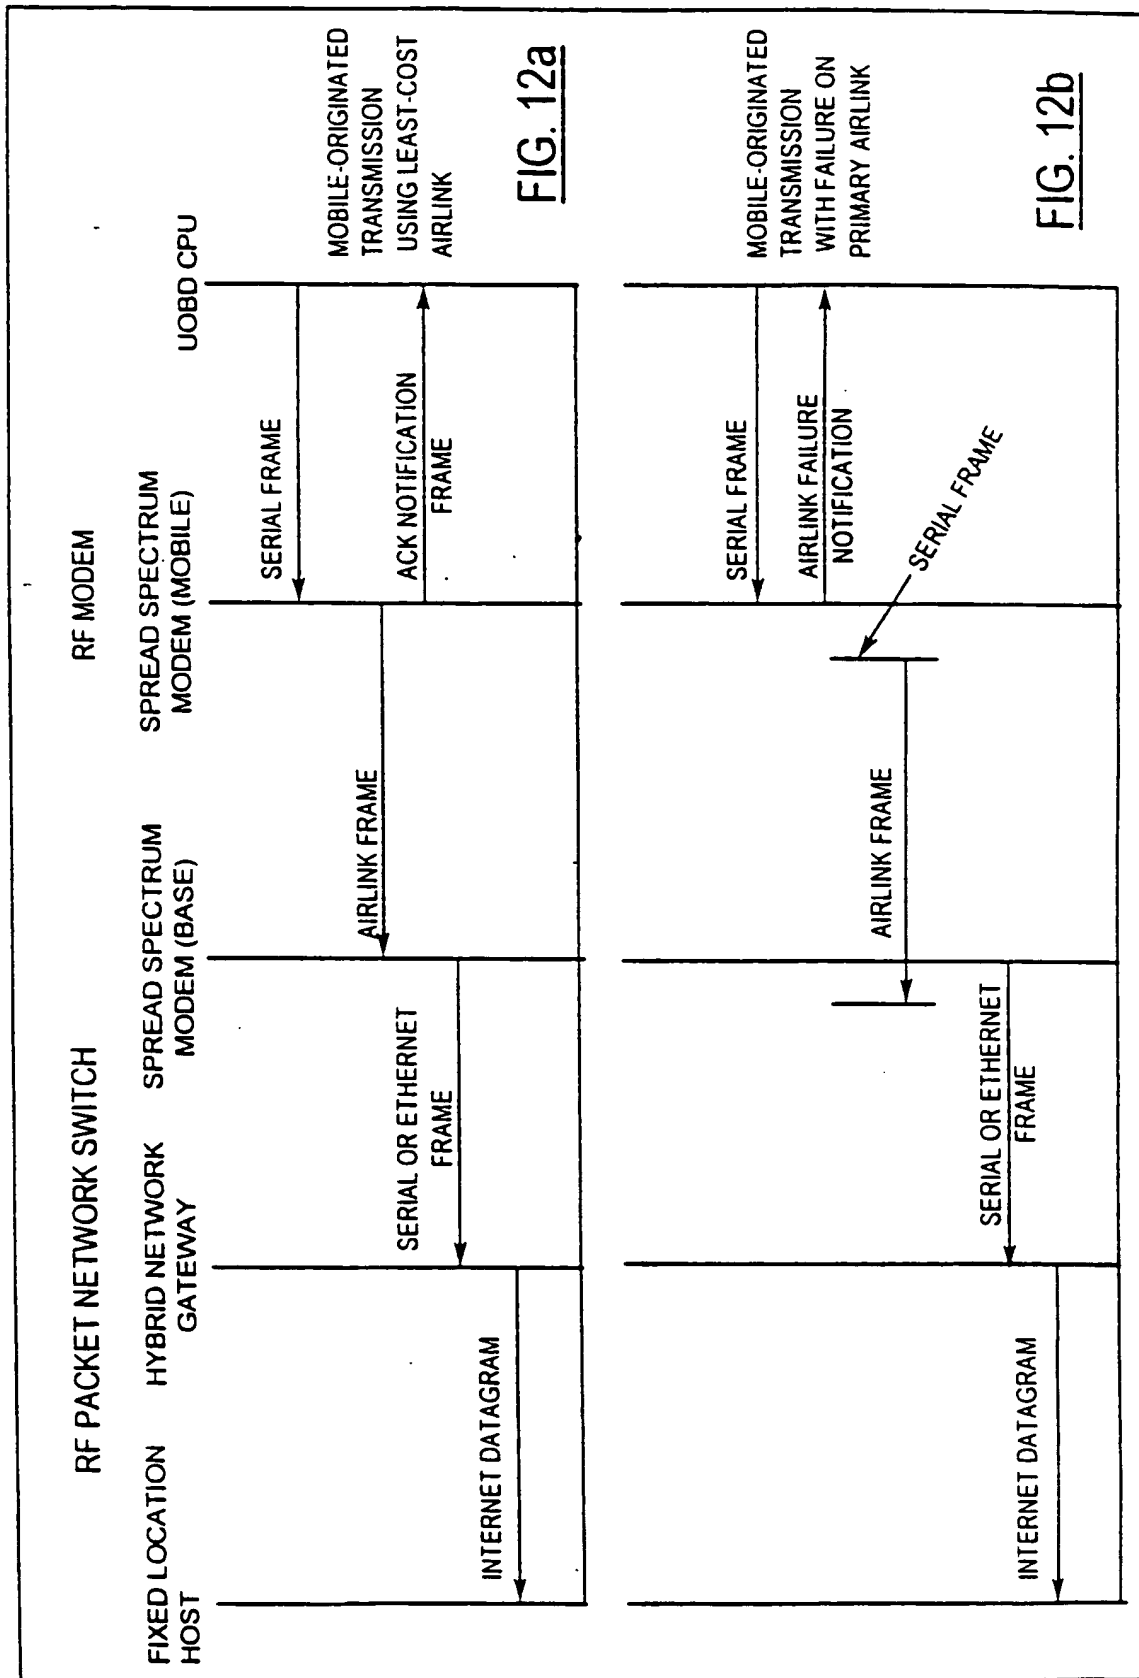 RF PACKET NETWORK SWITCH
RF MODEM
FIXED LOCATION
HOST
HYBRID NETWORK
GATEWAY
SPREAD SPECTRUM
MODEM (BASE)
SPREAD SPECTRUM
MODEM (MOBILE)
UOBD CPU
SERIAL FRAME
AIRLINK FRAME
ACK NOTIFICATION
FRAME
SERIAL OR ETHERNET
FRAME
INTERNET DATAGRAM
MOBILE-ORIGINATED
TRANSMISSION
USING LEAST-COST
AIRLINK
FIG. 12a
SERIAL FRAME
AIRLINK FAILURE
NOTIFICATION
SERIAL FRAME
AIRLINK FRAME
SERIAL OR ETHERNET
FRAME
INTERNET DATAGRAM
MOBILE-ORIGINATED
TRANSMISSION
WITH FAILURE ON
PRIMARY AIRLINK
FIG. 12b